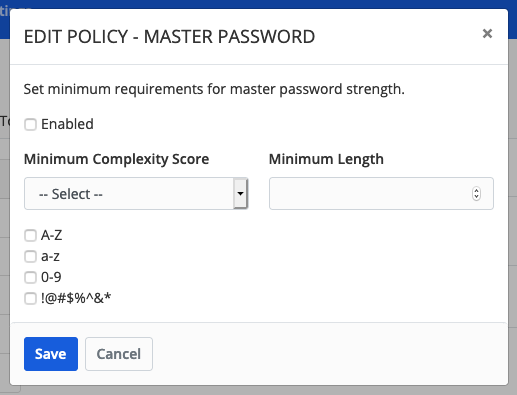 EDIT POLICY - MASTER PASSWORD
×
Set minimum requirements for master password strength.
Enabled
Minimum Complexity Score
Minimum Length
-- Select --
A-Z
a-z
0-9
!@#$%^&*
Save
Cancel